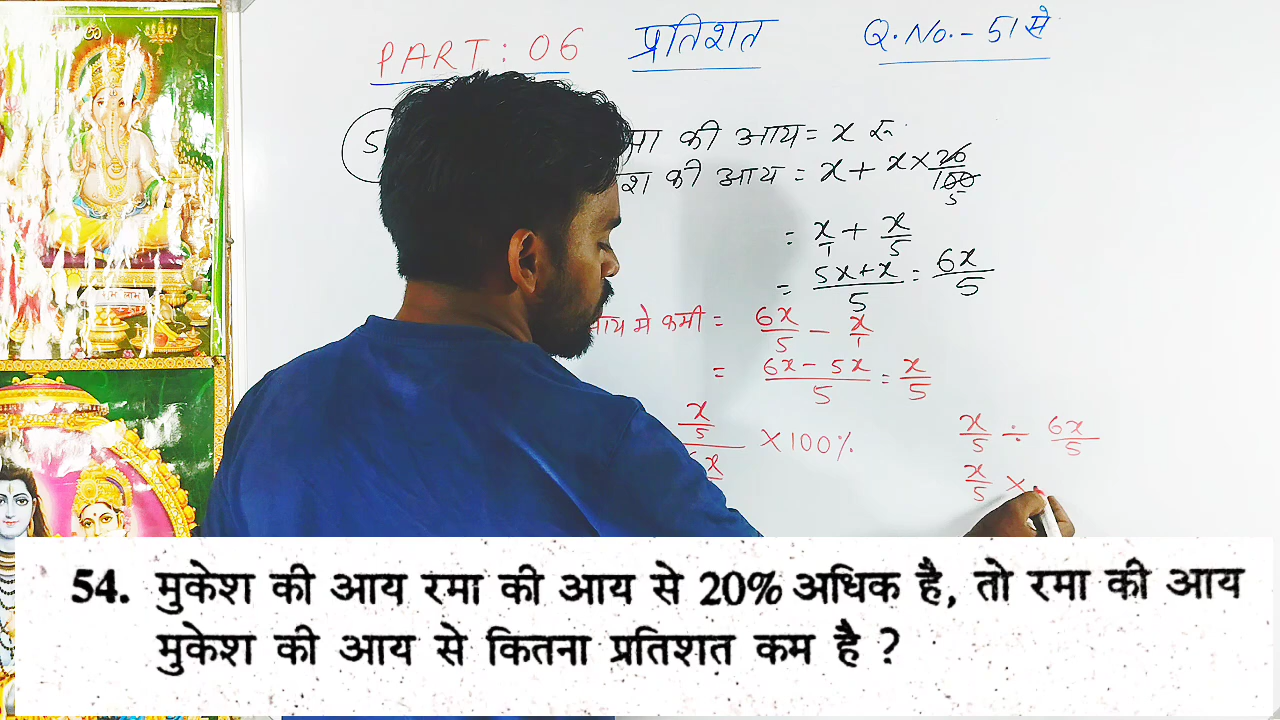 PART: 06 प्रतिशत Q.No.- 51 से
की आय = x रु
की आय = x + x × 20/100 5
= x/1 + x/5
= 5x+x/5 = 6x/5
मे कमी = 6x/5 - x/1
= 6x - 5x/5 = x/5
x/5 × 100% x/5 ÷ 6x/5
x/5 ×
54. मुकेश की आय रमा की आय से 20% अधिक है, तो रमा की आय
मुकेश की आय से कितना प्रतिशत कम है ?